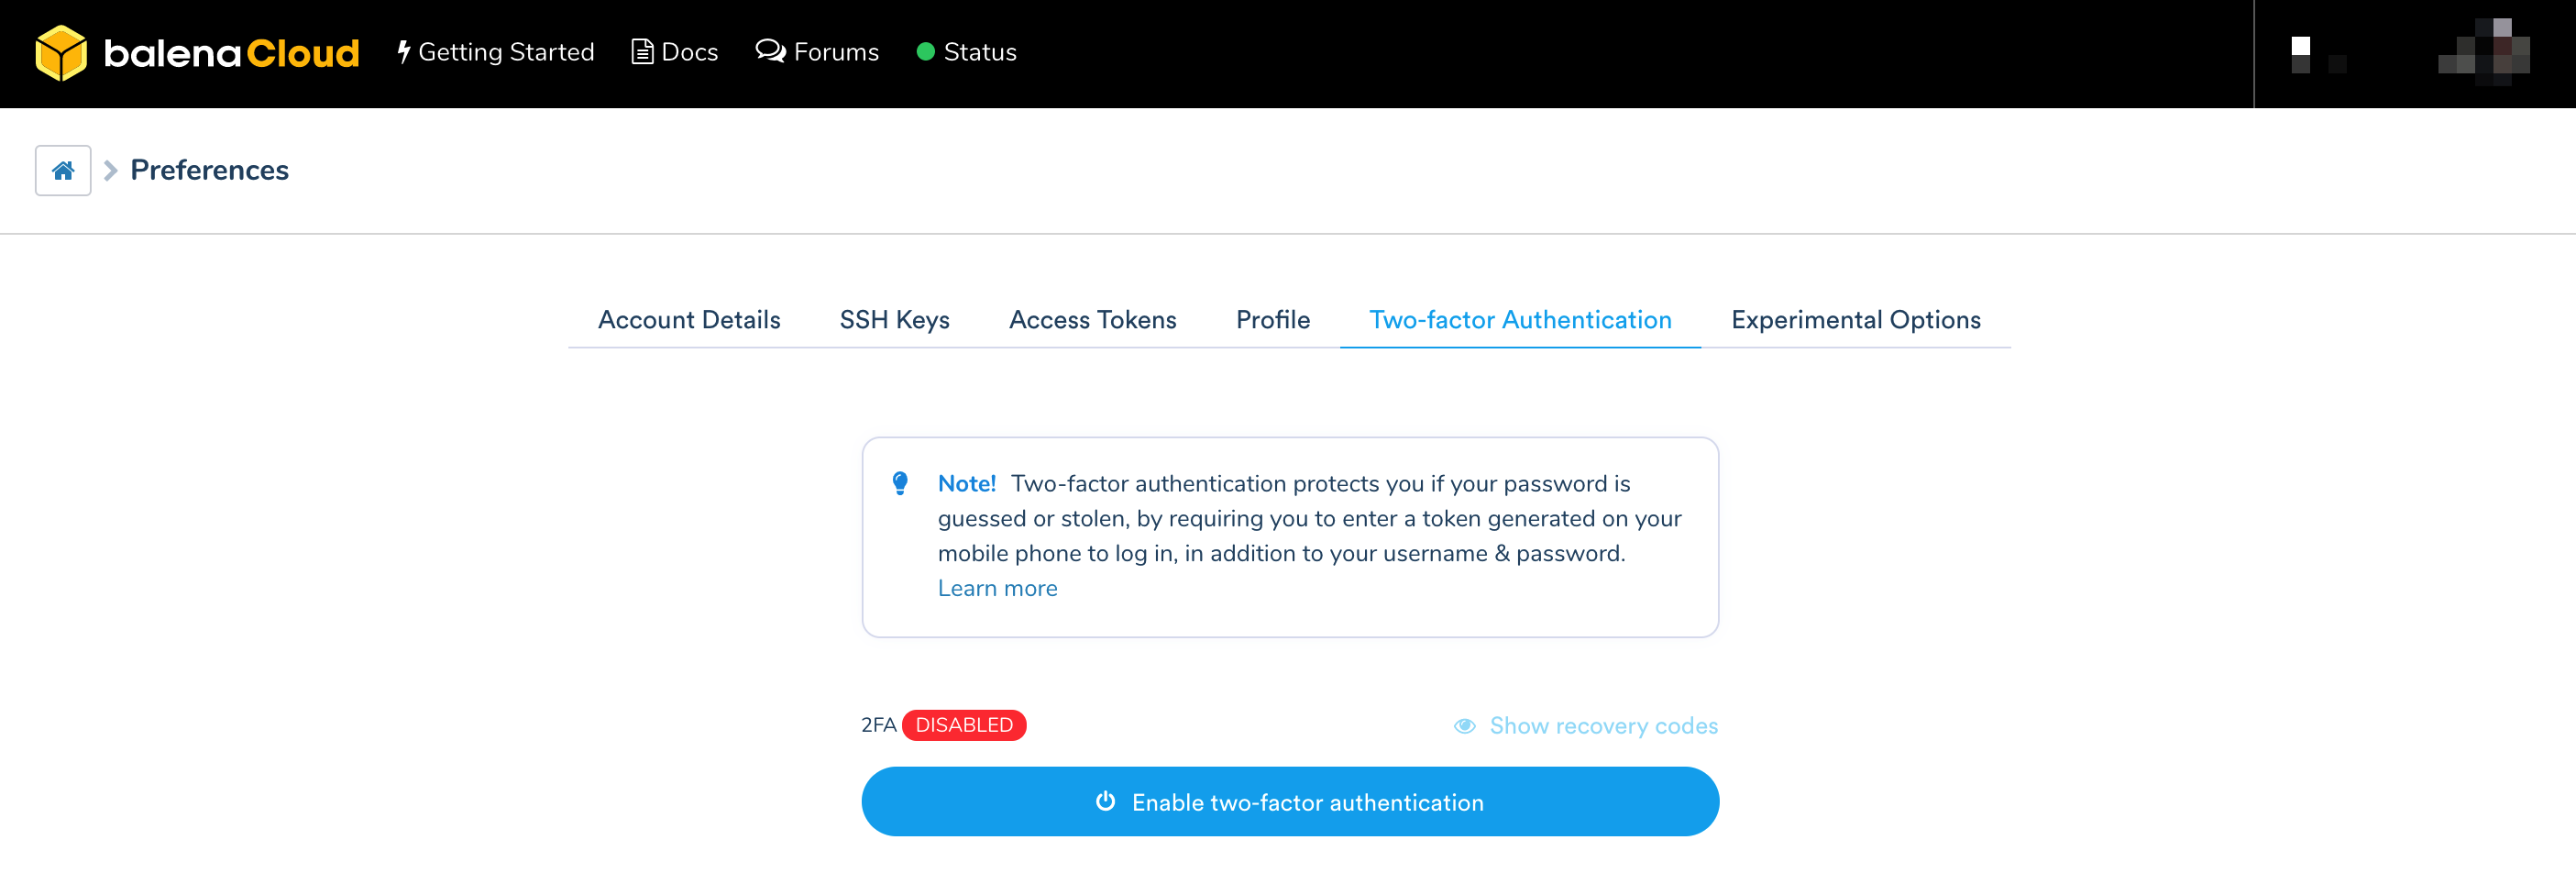 balenaCloud Getting Started Docs Forums Status
Preferences
Account Details SSH Keys Access Tokens Profile Two-factor Authentication Experimental Options
Note! Two-factor authentication protects you if your password is
guessed or stolen, by requiring you to enter a token generated on your
mobile phone to log in, in addition to your username & password.
Learn more
2FA DISABLED Show recovery codes
Enable two-factor authentication